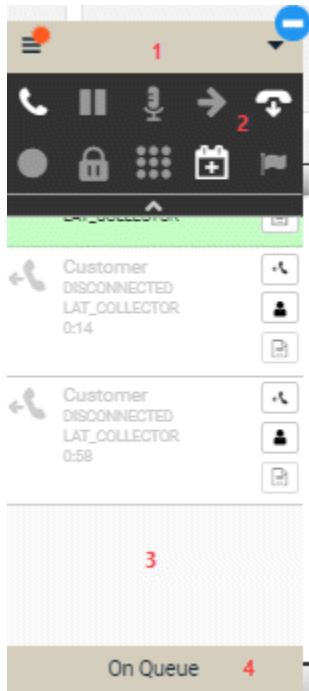 1
2
LAT_COLLECTOR
Customer
DISCONNECTED
LAT_COLLECTOR
0:14
Customer
DISCONNECTED
LAT_COLLECTOR
0:58
3
On Queue 4